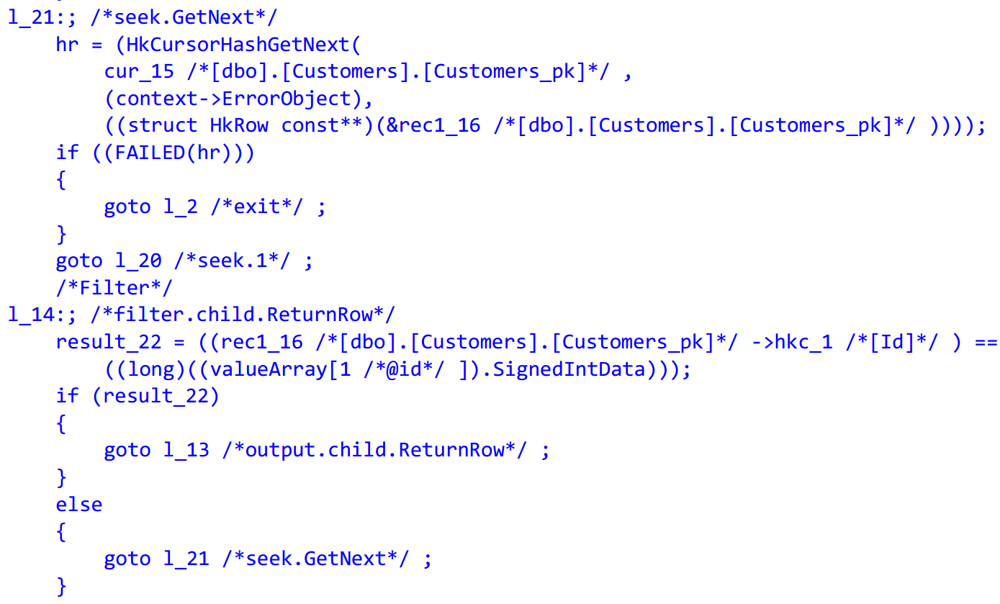 l_21:; /*seek.GetNext*/
    hr = (HkCursorHashGetNext(
        cur_15 /*[dbo].[Customers].[Customers_pk]*/ ,
        (context->ErrorObject),
        ((struct HkRow const**)(&rec1_16 /*[dbo].[Customers].[Customers_pk]*/ ))));
    if ((FAILED(hr)))
    {
        goto l_2 /*exit*/ ;
    }
    goto l_20 /*seek.1*/ ;
    /*Filter*/
l_14:; /*filter.child.ReturnRow*/
    result_22 = ((rec1_16 /*[dbo].[Customers].[Customers_pk]*/ ->hkc_1 /*[Id]*/ ) ==
        ((long)((valueArray[1 /*@id*/ ]).SignedIntData)));
    if (result_22)
    {
        goto l_13 /*output.child.ReturnRow*/ ;
    }
    else
    {
        goto l_21 /*seek.GetNext*/ ;
    }